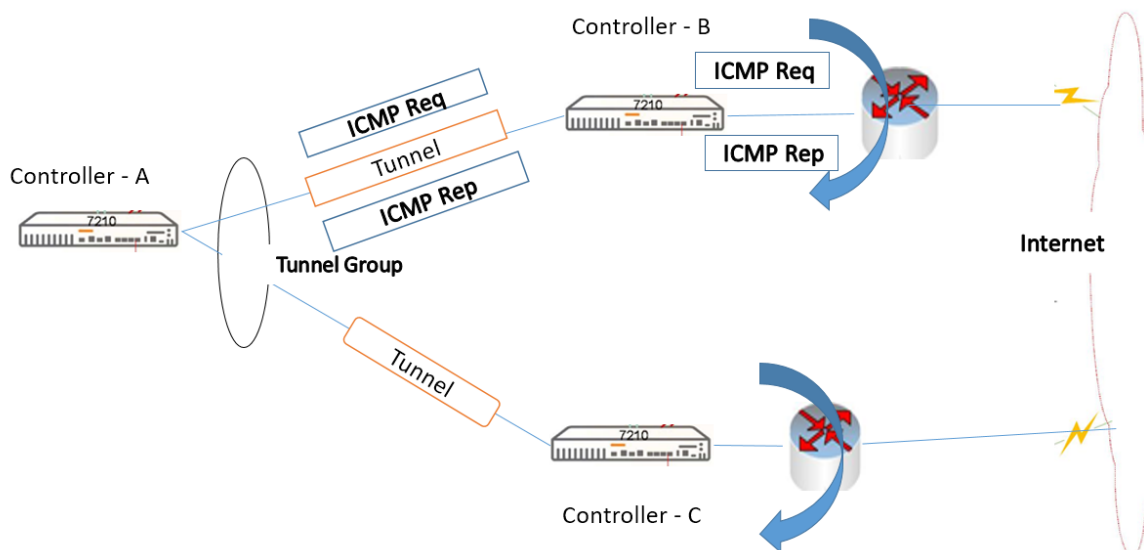 Controller - B
ICMP Req
7210
ICMP Rep
ICMP Req
Tunnel
ICMP Rep
Controller - A
7210
Tunnel Group
Internet
Tunnel
7210
Controller - C